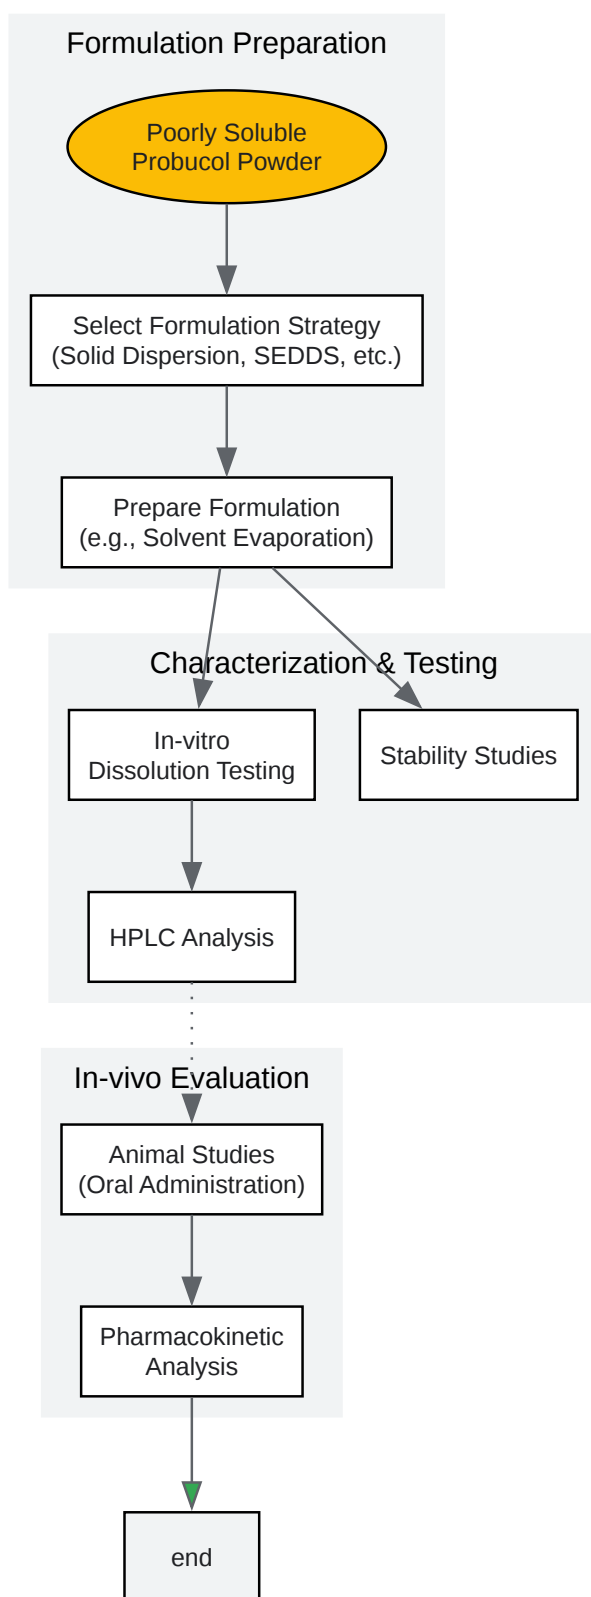 Formulation Preparation
Poorly Soluble
Probucol Powder
Select Formulation Strategy
(Solid Dispersion, SEDDS, etc.)
Prepare Formulation
(e.g., Solvent Evaporation)
Characterization & Testing
In-vitro
Dissolution Testing
Stability Studies
HPLC Analysis
In-vivo Evaluation
Animal Studies
(Oral Administration)
Pharmacokinetic
Analysis
end